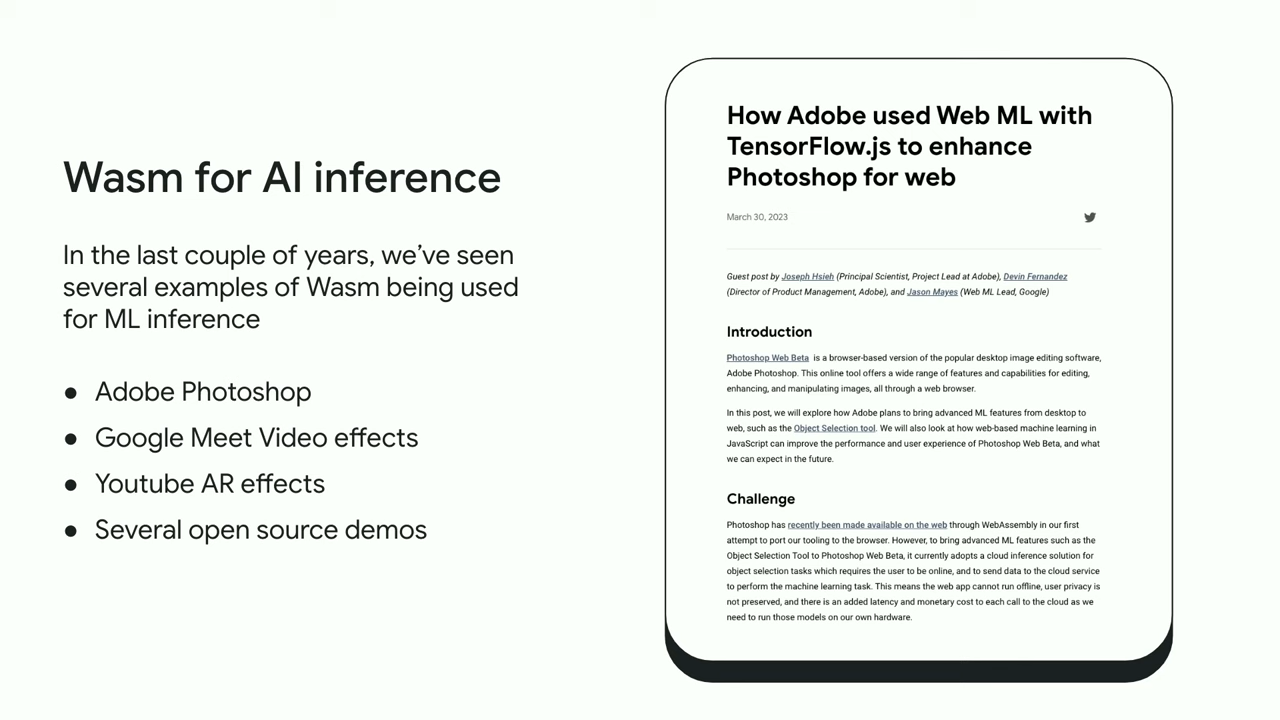 Wasm for AI inference
In the last couple of years, we’ve seen
several examples of Wasm being used
for ML inference
● Adobe Photoshop
● Google Meet Video effects
● Youtube AR effects
● Several open source demos
How Adobe used Web ML with
TensorFlow.js to enhance
Photoshop for web
March 30, 2023
Guest post by Joseph Hsieh (Principal Scientist, Project Lead at Adobe), Devin Fernandez
(Director of Product Management, Adobe), and Jason Mayes (Web ML Lead, Google)
Introduction
Photoshop Web Beta is a browser-based version of the popular desktop image editing software,
Adobe Photoshop. This online tool offers a wide range of features and capabilities for editing,
enhancing, and manipulating images, all through a web browser.
In this post, we will explore how Adobe plans to bring advanced ML features from desktop to
web, such as the Object Selection tool. We will also look at how web-based machine learning in
JavaScript can improve the performance and user experience of Photoshop Web Beta, and what
we can expect in the future.
Challenge
Photoshop has recently been made available on the web through WebAssembly in our first
attempt to port our tooling to the browser. However, to bring advanced ML features such as the
Object Selection Tool to Photoshop Web Beta, it currently adopts a cloud inference solution for
object selection tasks which requires the user to be online, and to send data to the cloud service
to perform the machine learning task. This means the web app cannot run offline, user privacy is
not preserved, and there is an added latency and monetary cost to each call to the cloud as we
need to run those models on our own hardware.